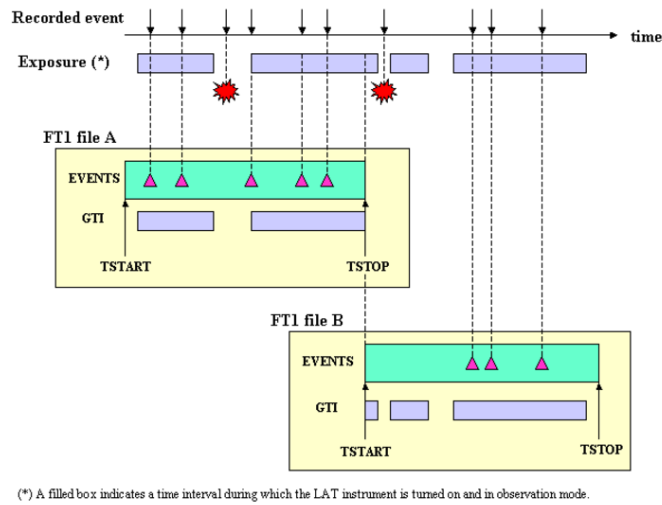 Recorded event
time
Exposure (*)
FT1 file A
EVENTS
GTI
TSTART TSTOP
FT1 file B
EVENTS
GTI
TSTART TSTOP
(*) A filled box indicates a time interval during which the LAT instrument is turned on and in observation mode.